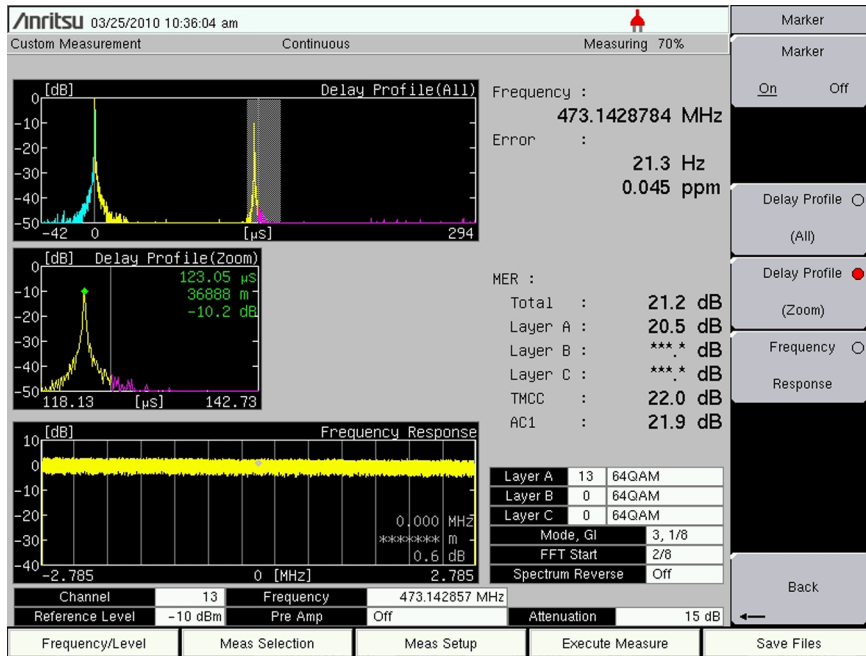 Anritsu 03/25/2010 10:36:04 am
Custom Measurement Continuous Measuring 70%
[dB] Delay Profile(All)
0
-10
-20
-30
-40
-50
-42 0 [μS] 294
Frequency :
473.1428784 MHz
Error :
21.3 Hz
0.045 ppm
[dB] Delay Profile(Zoom)
0
-10
-20
-30
-40
-50
123.05 μS
36888 m
-10.2 dB
118.13 [μS] 142.73
MER :
Total : 21.2 dB
Layer A : 20.5 dB
Layer B : ***.* dB
Layer C : ***.* dB
TMCC : 22.0 dB
AC1 : 21.9 dB
[dB] Frequency Response
10
0
-10
-20
-30
-40
0.000 MHz
******* m
0.6 dB
-2.785 0 [MHz] 2.785
Layer A 13 64QAM
Layer B 0 64QAM
Layer C 0 64QAM
Mode, GI 3, 1/8
FFT Start 2/8
Spectrum Reverse Off
Channel 13 Frequency 473.142857 MHz
Reference Level -10 dBm Pre Amp Off Attenuation 15 dB
Marker
Marker
On Off
Delay Profile
(All)
Delay Profile
(Zoom)
Frequency
Response
Back
Frequency/Level Meas Selection Meas Setup Execute Measure Save Files